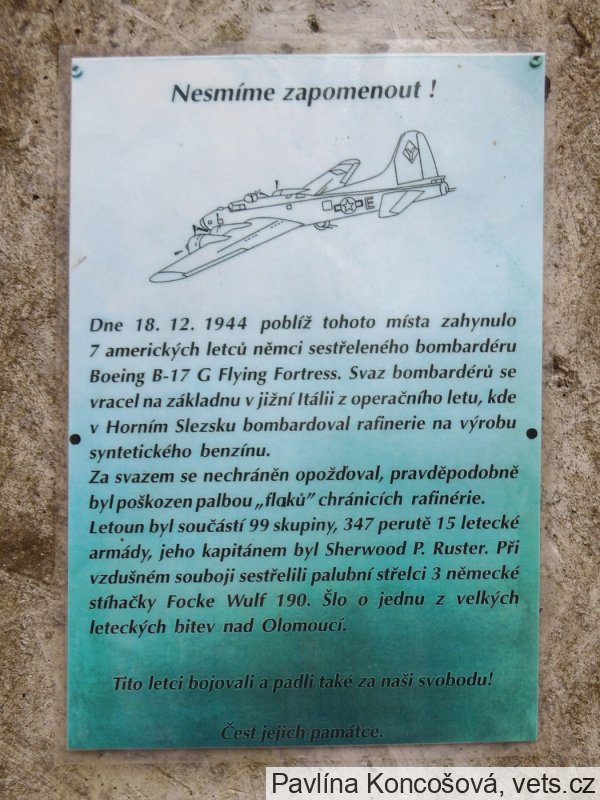 Nesmíme zapomenout !
E
Dne 18. 12. 1944 poblíž tohoto místa zahynulo
7 amerických letců němci sestřeleného bombardéru
Boeing B-17 G Flying Fortress. Svaz bombardérů se
vracel na základnu v jižní Itálii z operačního letu, kde
v Horním Slezsku bombardoval rafinerie na výrobu
syntetického benzínu.
Za svazem se nechráněn opožďoval, pravděpodobně
byl poškozen palbou „flaků” chránicích rafinérie.
Letoun byl součástí 99 skupiny, 347 perutě 15 letecké
armády, jeho kapitánem byl Sherwood P. Ruster. Při
vzdušném souboji sestřelili palubní střelci 3 německé
stíhačky Focke Wulf 190. Šlo o jednu z velkých
leteckých bitev nad Olomoucí.
Tito letci bojovali a padli také za naši svobodu!
Čest jejich památce.
Pavlína Koncošová, vets.cz